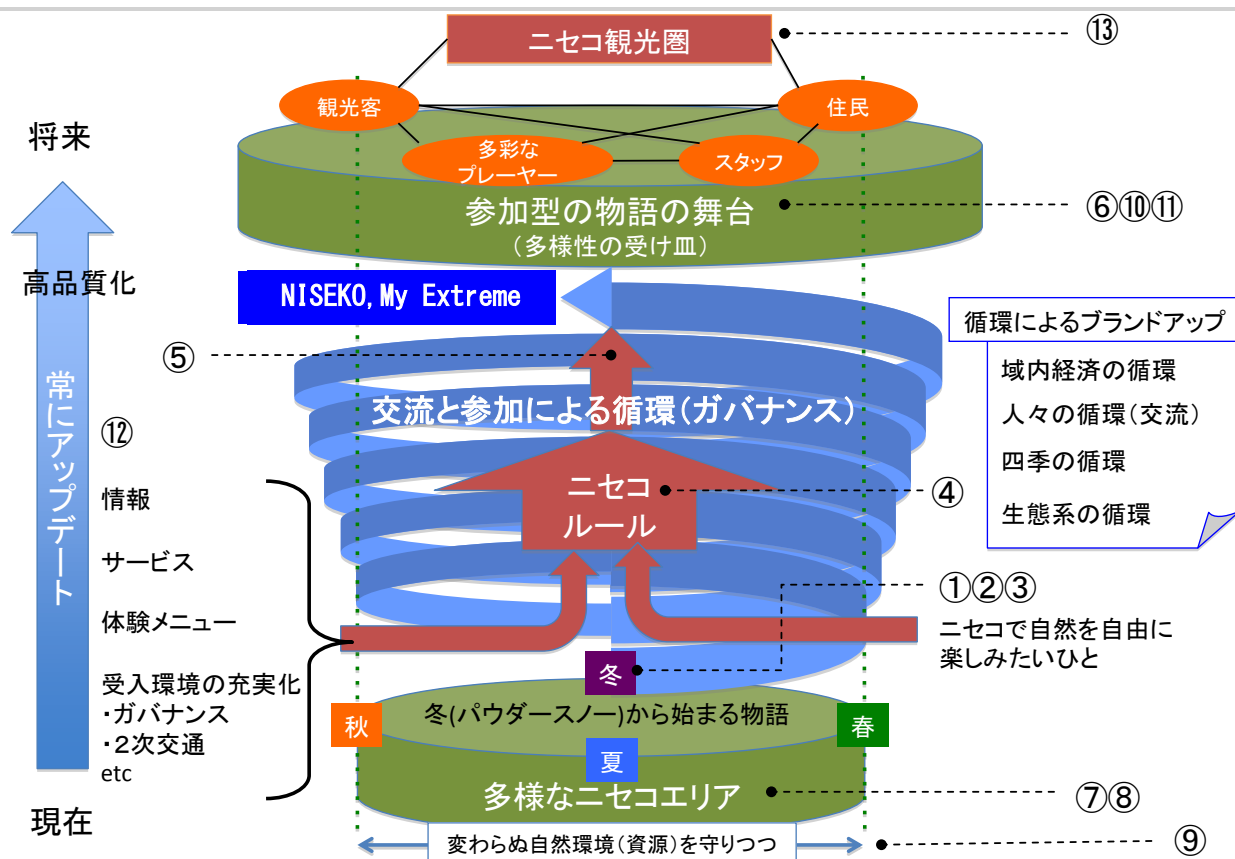 ニセコ観光圏
⑬
観光客
住民
将来
多彩な
プレーヤー
スタッフ
参加型の物語の舞台
(多様性の受け皿)
⑥⑩⑪
高品質化
NISEKO,My Extreme
循環によるブランドアップ
⑤
域内経済の循環
人々の循環(交流)
四季の循環
生態系の循環
常にアップデート
交流と参加による循環(ガバナンス)
⑫
ニセコ
ルール
④
情報
サービス
体験メニュー
受入環境の充実化
・ガバナンス
・2次交通
etc
①②③
ニセコで自然を自由に
楽しみたいひと
冬
冬(パウダースノー)から始まる物語
秋
春
夏
多様なニセコエリア
⑦⑧
現在
変わらぬ自然環境(資源)を守りつつ
⑨